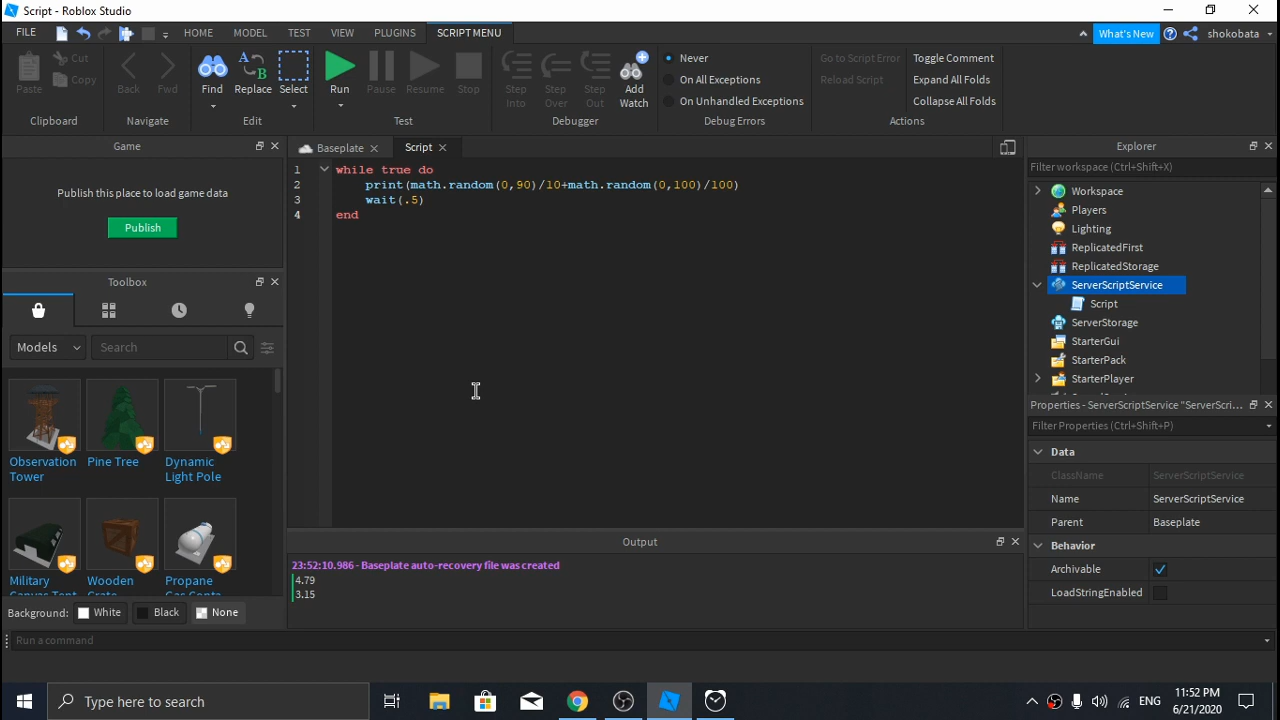 Script - Roblox Studio
FILE
HOME
MODEL
TEST
VIEW
PLUGINS
SCRIPT MENU
What's New
shokobata
Paste
Cut
Copy
Clipboard
Back
Fwd
Navigate
Find
Replace
Select
Edit
Run
Pause
Resume
Stop
Test
Step Into
Step Over
Step Out
Add Watch
Debugger
Never
On All Exceptions
On Unhandled Exceptions
Debug Errors
Go to Script Error
Reload Script
Toggle Comment
Expand All Folds
Collapse All Folds
Actions
Game
Publish this place to load game data
Publish
Toolbox
Models
Search
Observation Tower
Pine Tree
Dynamic Light Pole
Military
Wooden
Propane
Background:
White
Black
None
Baseplate
Script
1 while true do
2 print(math.random(0,90)/10+math.random(0,100)/100)
3 wait(.5)
4 end
Output
23:52:10.986 - Baseplate auto-recovery file was created
4.79
3.15
Explorer
Filter workspace (Ctrl+Shift+X)
Workspace
Players
Lighting
ReplicatedFirst
ReplicatedStorage
ServerScriptService
Script
ServerStorage
StarterGui
StarterPack
StarterPlayer
Properties - ServerScriptService "ServerScri...
Filter Properties (Ctrl+Shift+P)
Data
ClassName ServerScriptService
Name ServerScriptService
Parent Baseplate
Behavior
Archivable
LoadStringEnabled
Run a command
Type here to search
ENG
11:52 PM
6/21/2020